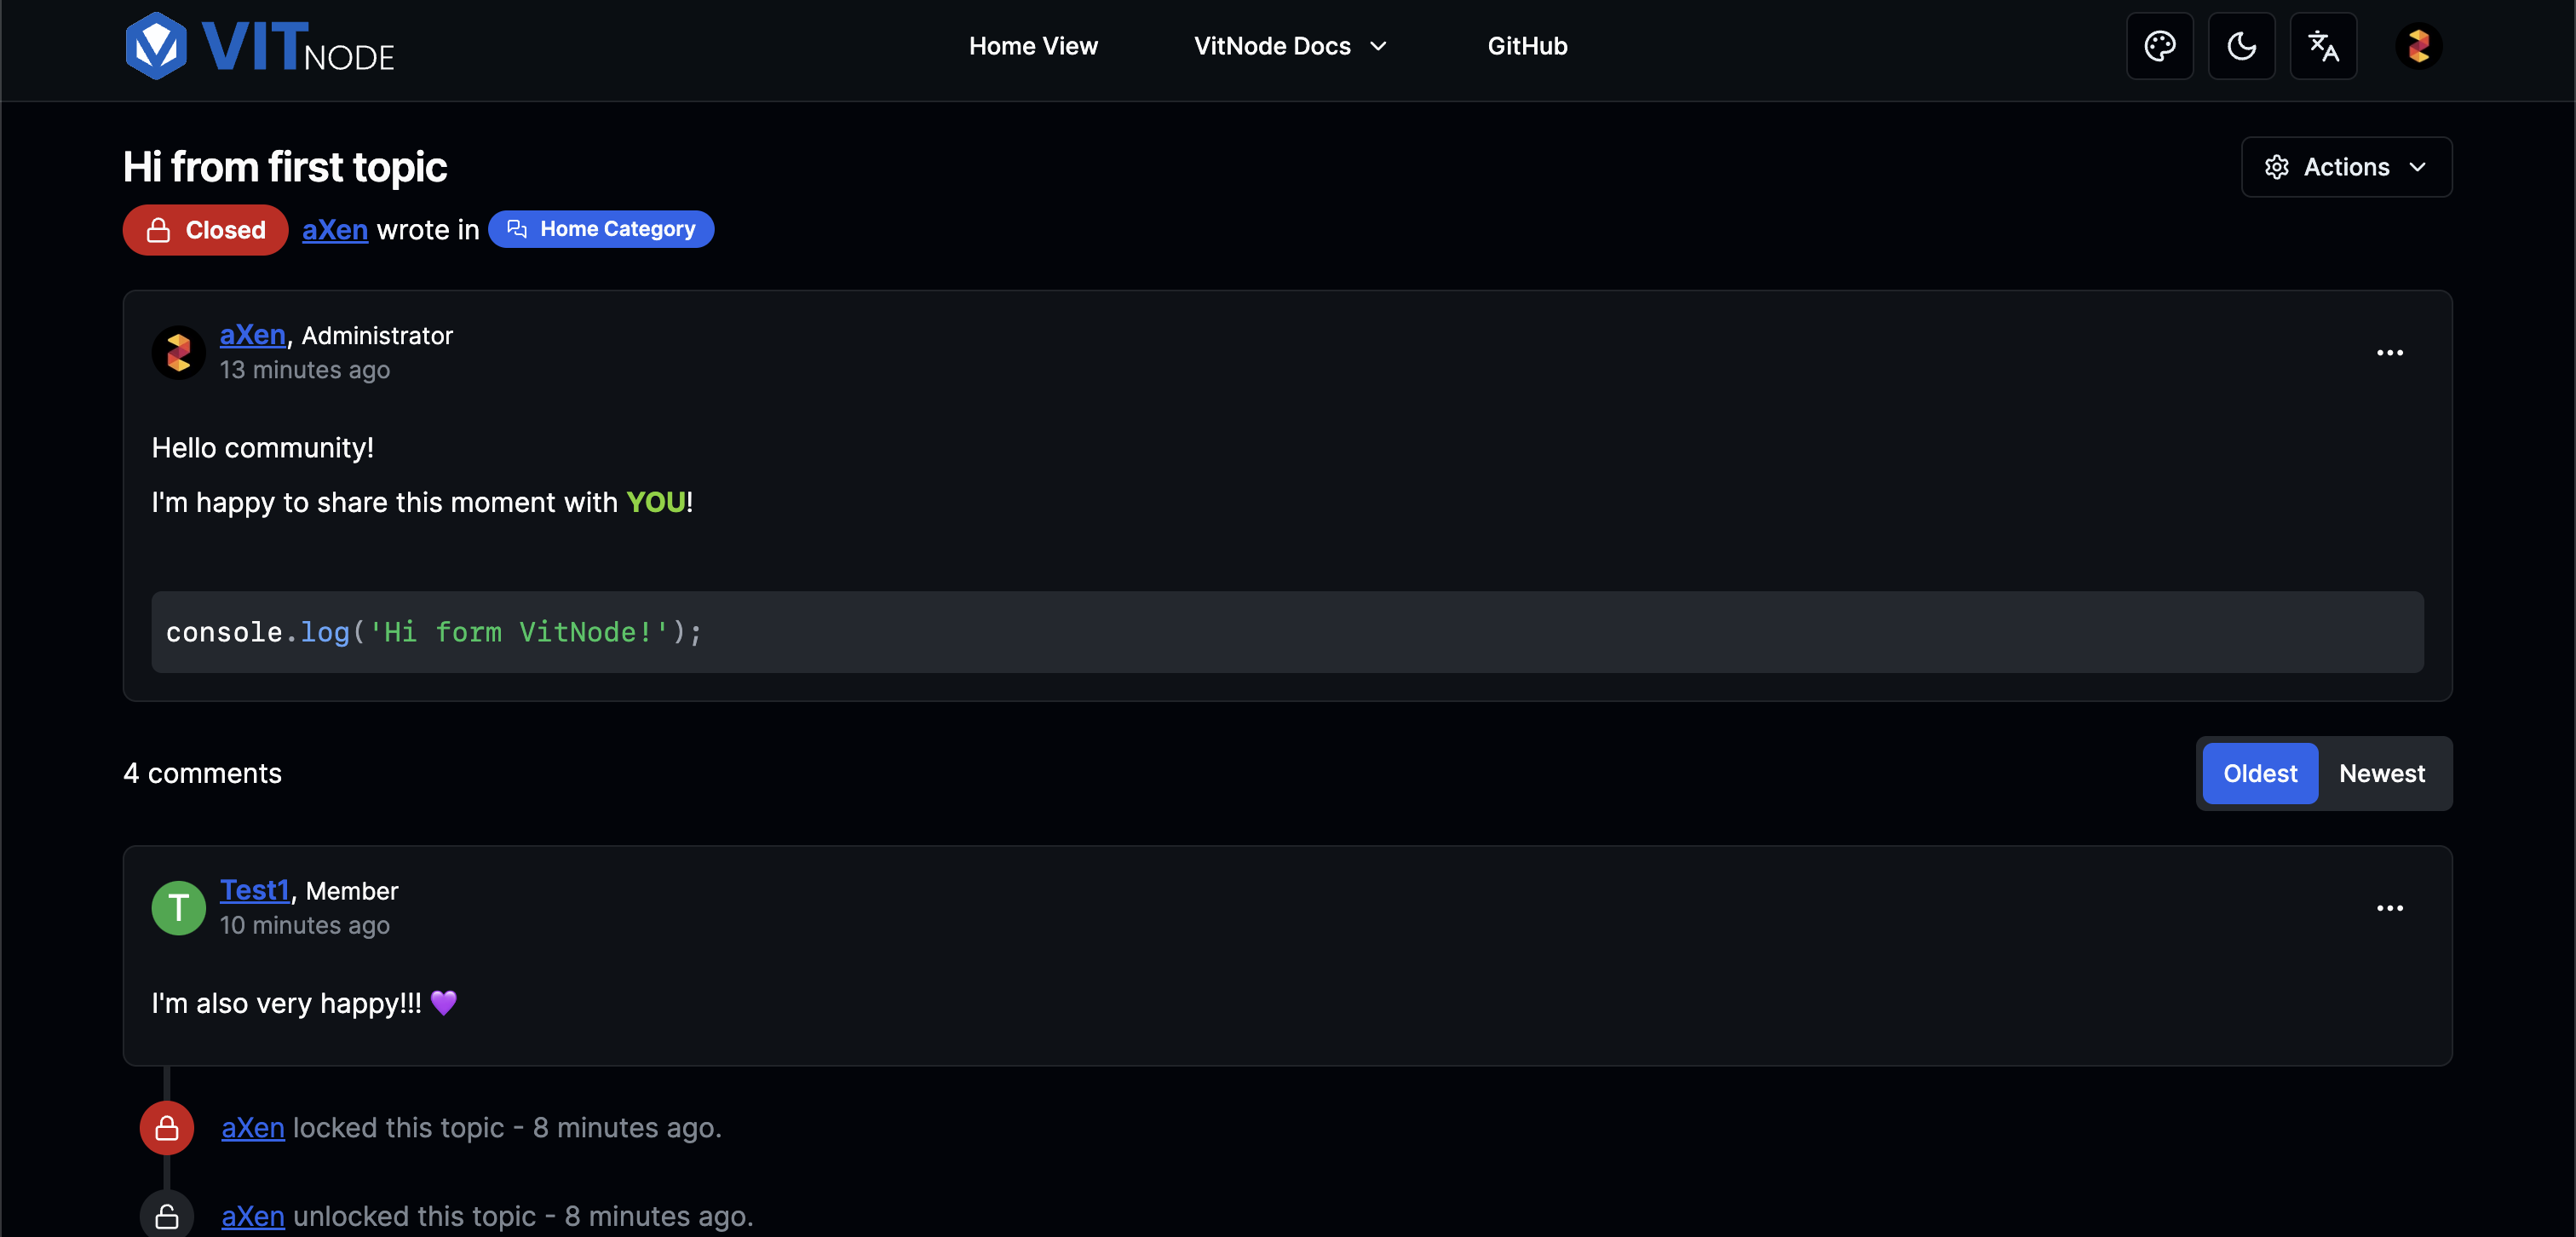 VITNODE
Home View
VitNode Docs
GitHub
Hi from first topic
Actions
Closed
aXen wrote in Home Category
aXen, Administrator
13 minutes ago
Hello community!
I'm happy to share this moment with YOU!
console.log('Hi form VitNode!');
4 comments
Oldest
Newest
T
Test1, Member
10 minutes ago
I'm also very happy!!! 💜
aXen locked this topic - 8 minutes ago.
aXen unlocked this topic - 8 minutes ago.